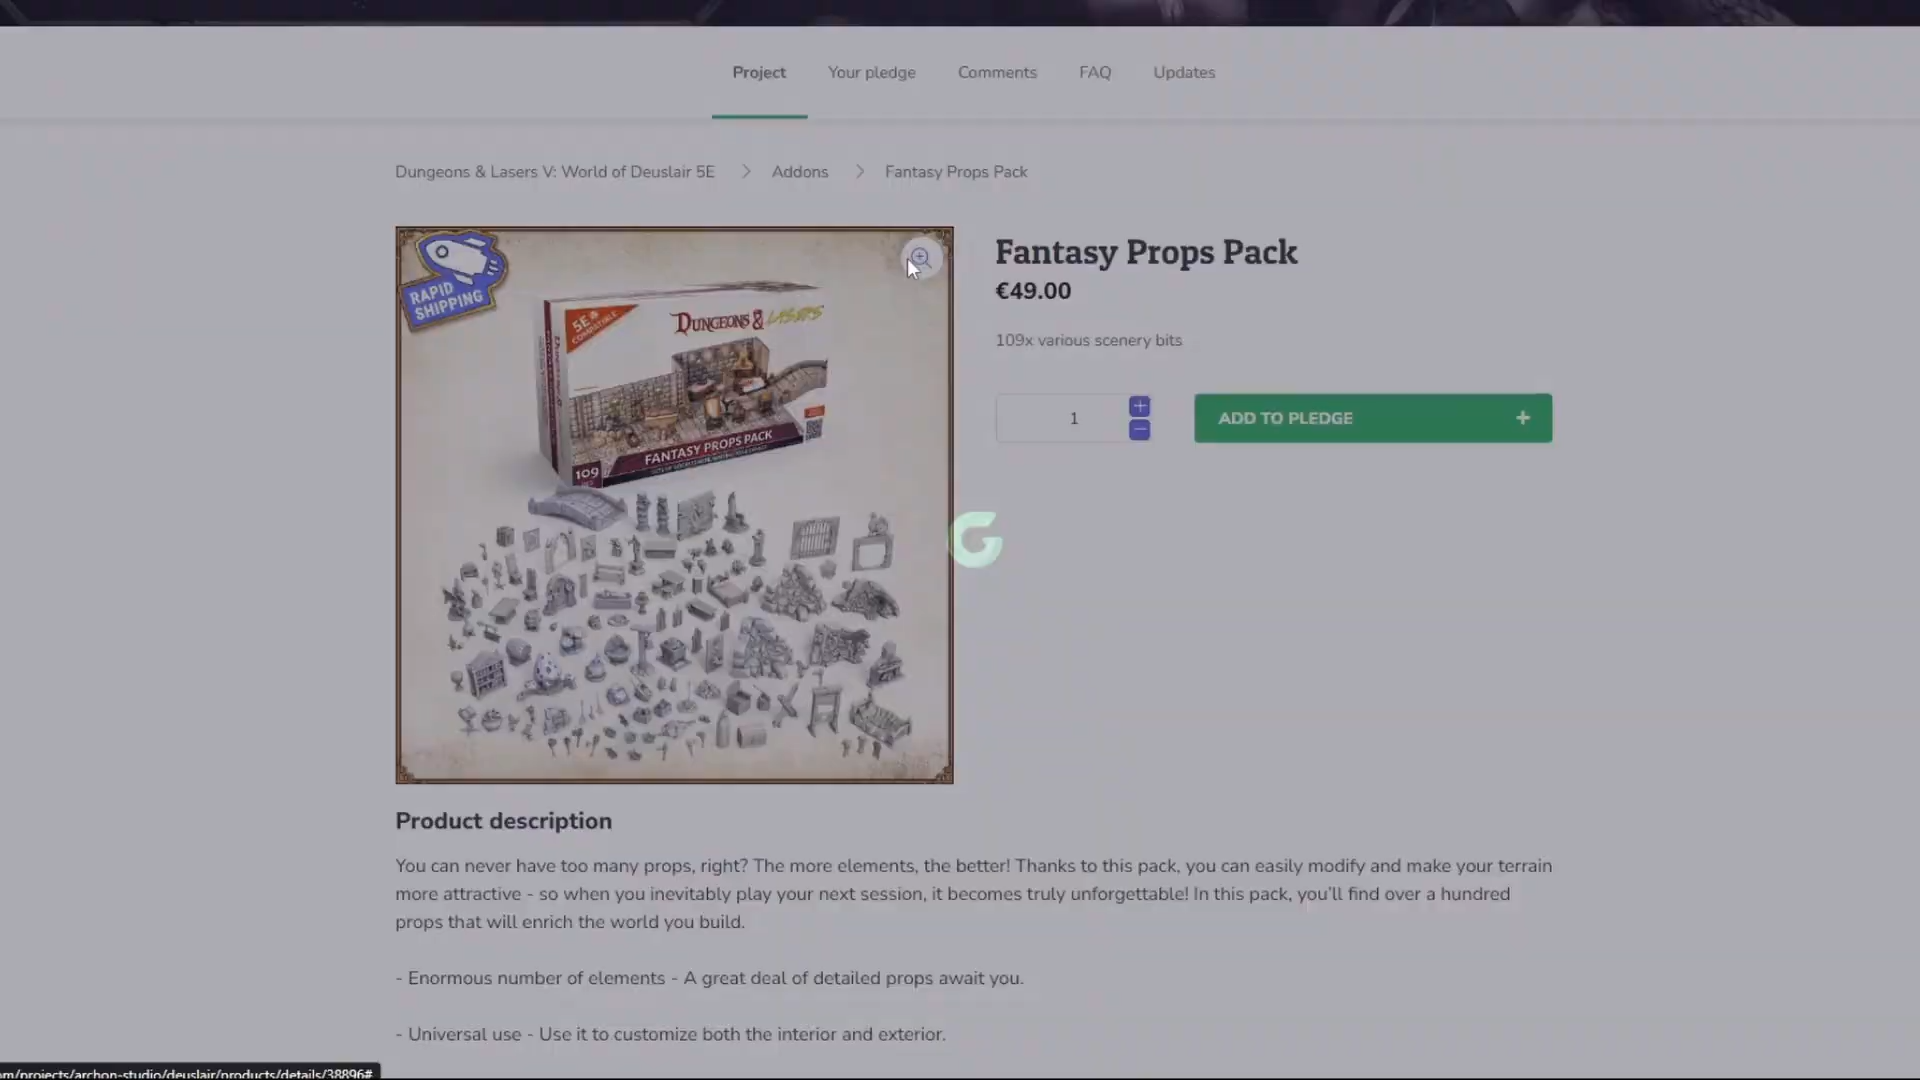 Project Your pledge Comments FAQ Updates
Dungeons & Lasers V: World of Deuslair 5E > Addons > Fantasy Props Pack
RAPID
SHIPPING
5E
COMPATIBLE
DUNGEONS & LASERS
FANTASY PROPS PACK
109
Fantasy Props Pack
€49.00
109x various scenery bits
1
ADD TO PLEDGE +
Product description
You can never have too many props, right? The more elements, the better! Thanks to this pack, you can easily modify and make your terrain
more attractive - so when you inevitably play your next session, it becomes truly unforgettable! In this pack, you'll find over a hundred
props that will enrich the world you build.
- Enormous number of elements - A great deal of detailed props await you.
- Universal use - Use it to customize both the interior and exterior.
om/projects/archon-studio/deuslair/products/details/38896#